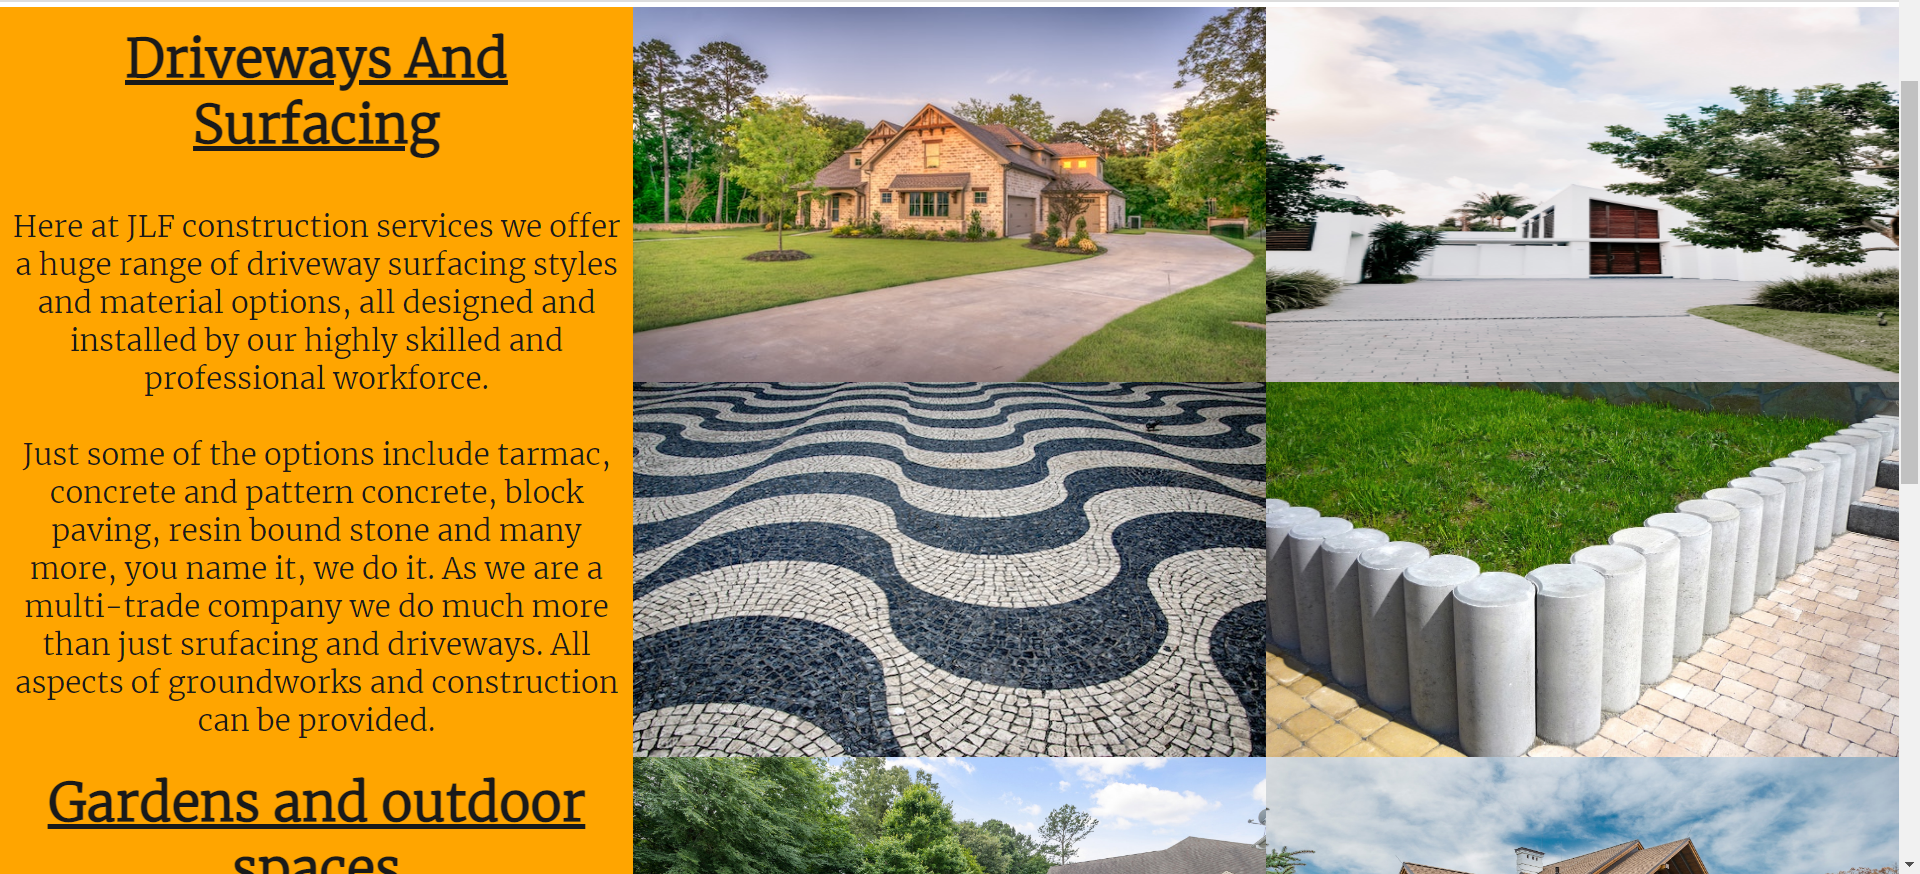 Driveways And
Surfacing
Here at JLF construction services we offer
a huge range of driveway surfacing styles
and material options, all designed and
installed by our highly skilled and
professional workforce.
Just some of the options include tarmac,
concrete and pattern concrete, block
paving, resin bound stone and many
more, you name it, we do it. As we are a
multi-trade company we do much more
than just srufacing and driveways. All
aspects of groundworks and construction
can be provided.
Gardens and outdoor
spaces